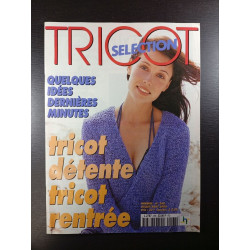 TRICOT
SELECTION
QUELQUES
IDÉES
DERNIÈRES
MINUTES
tricot
détente
tricot
rentrée